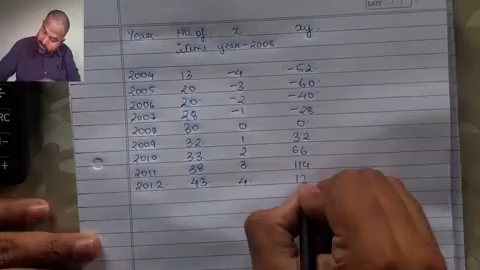 DATE
RC
Year No. of x xy
items year-2008
2004 13 -4 -52
2005 20 -3 -60
2006 20 -2 -40
2007 28 -1 -28
2008 30 0 0
2009 32 1 32
2010 33 2 66
2011 38 3 114
2012 43 4